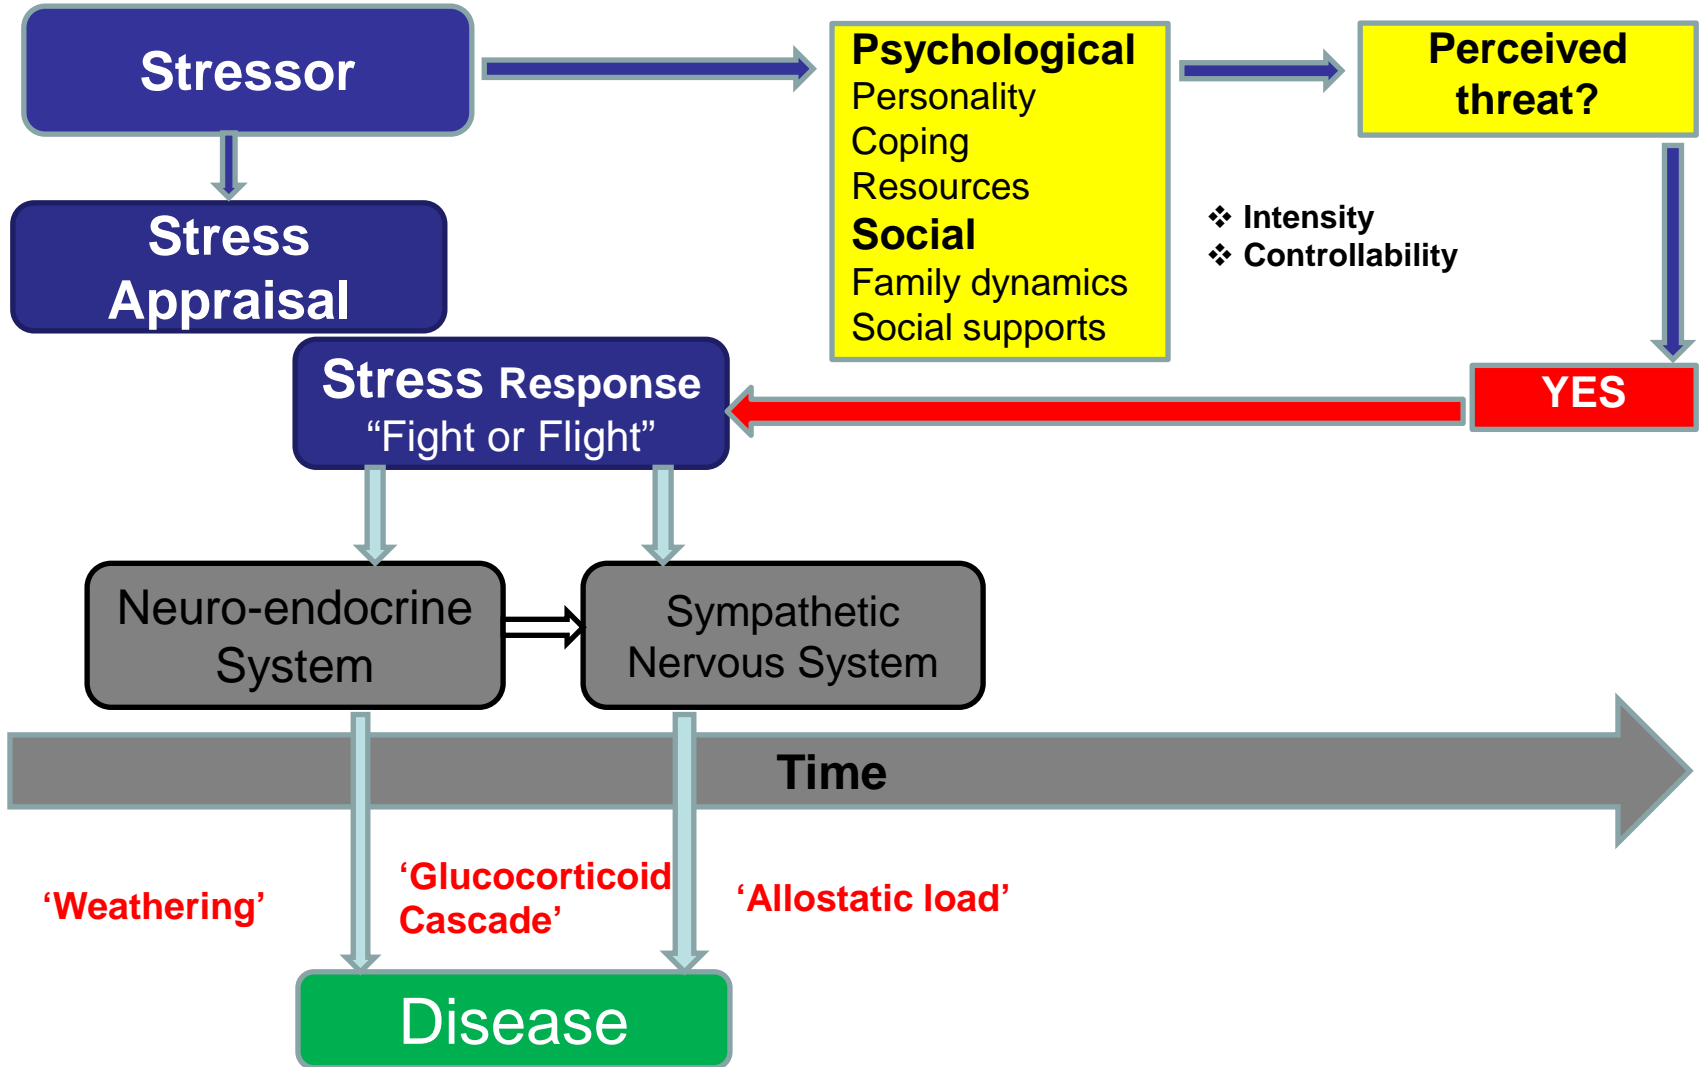 Stressor
Psychological
Personality
Coping
Resources
Social
Family dynamics
Social supports
Perceived
threat?
❖ Intensity
❖ Controllability
Stress
Appraisal
YES
Stress Response
“Fight or Flight”
Neuro-endocrine
System
Sympathetic
Nervous System
Time
‘Weathering’
‘Glucocorticoid
Cascade’
‘Allostatic load’
Disease